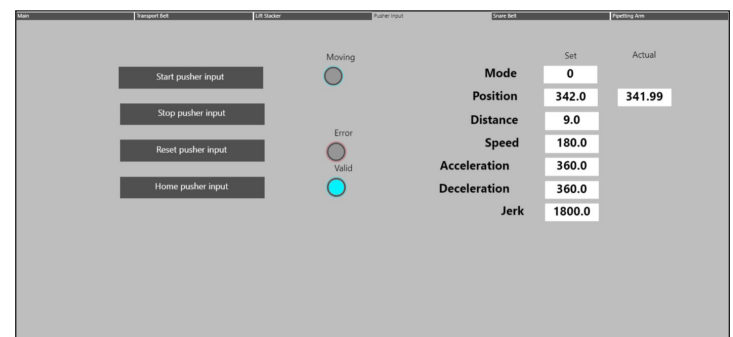 Main Transport Belt Lift Stacker Pusher Input Snare Belt Pipetting Arm
Moving
Set Actual
Start pusher input
Mode 0
Position 342.0 341.99
Stop pusher input
Distance 9.0
Error
Speed 180.0
Reset pusher input
Valid
Acceleration 360.0
Home pusher input
Deceleration 360.0
Jerk 1800.0